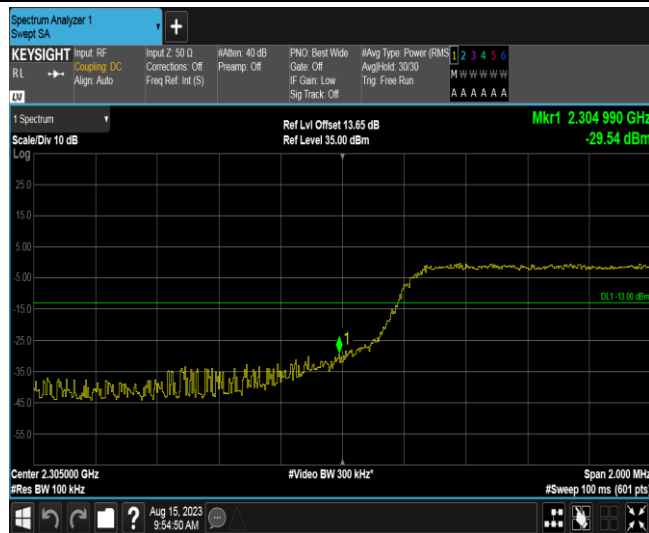 Spectrum Analyzer 1
Swept SA
+
KEYSIGHT Input: RF Input Z: 50 Ω #Atten: 40 dB PNO: Best Wide #Avg Type: Power (RMS 1 2 3 4 5 6
RL Coupling: DC Corrections: Off Preamp: Off Gate: Off Avg|Hold: 30/30 M W W W W W
Align: Auto Freq Ref: Int (S) IF Gain: Low Trig: Free Run
Sig Track: Off A A A A A A
LXI
1 Spectrum Ref Lvl Offset 13.65 dB Mkr1 2.304 990 GHz
Scale/Div 10 dB Ref Level 35.00 dBm -29.54 dBm
Log
25.0
15.0
5.00
-5.00
DL1 -13.00 dBm
-15.0
-25.0
1
-35.0
-45.0
-55.0
Center 2.305000 GHz #Video BW 300 kHz* Span 2.000 MHz
#Res BW 100 kHz #Sweep 100 ms (601 pts)
? Aug 15, 2023
9:54:50 AM